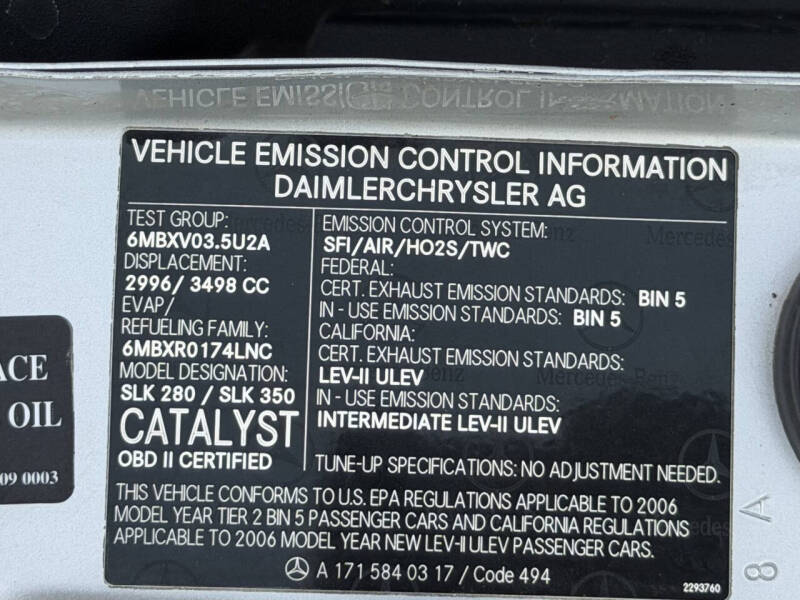 VEHICLE EMISSION CONTROL INFORMATION
VEHICLE EMISSION CONTROL INFORMATION
DAIMLERCHRYSLER AG
TEST GROUP:
6MBXV03.5U2A
DISPLACEMENT:
2996/ 3498 CC
EVAP/
REFUELING FAMILY:
6MBXR0174LNC
MODEL DESIGNATION:
SLK 280 / SLK 350
CATALYST
OBD II CERTIFIED
EMISSION CONTROL SYSTEM:
SFI/AIR/HO2S/TWC
FEDERAL:
CERT. EXHAUST EMISSION STANDARDS: BIN 5
IN - USE EMISSION STANDARDS: BIN 5
CALIFORNIA:
CERT. EXHAUST EMISSION STANDARDS:
LEV-II ULEV
IN - USE EMISSION STANDARDS:
INTERMEDIATE LEV-II ULEV
TUNE-UP SPECIFICATIONS: NO ADJUSTMENT NEEDED.
THIS VEHICLE CONFORMS TO U.S. EPA REGULATIONS APPLICABLE TO 2006
MODEL YEAR TIER 2 BIN 5 PASSENGER CARS AND CALIFORNIA REGULATIONS
APPLICABLE TO 2006 MODEL YEAR NEW LEV-II ULEV PASSENGER CARS.
A 171 584 03 17 / Code 494
2293760
ACE
OIL
09 0003
8 A